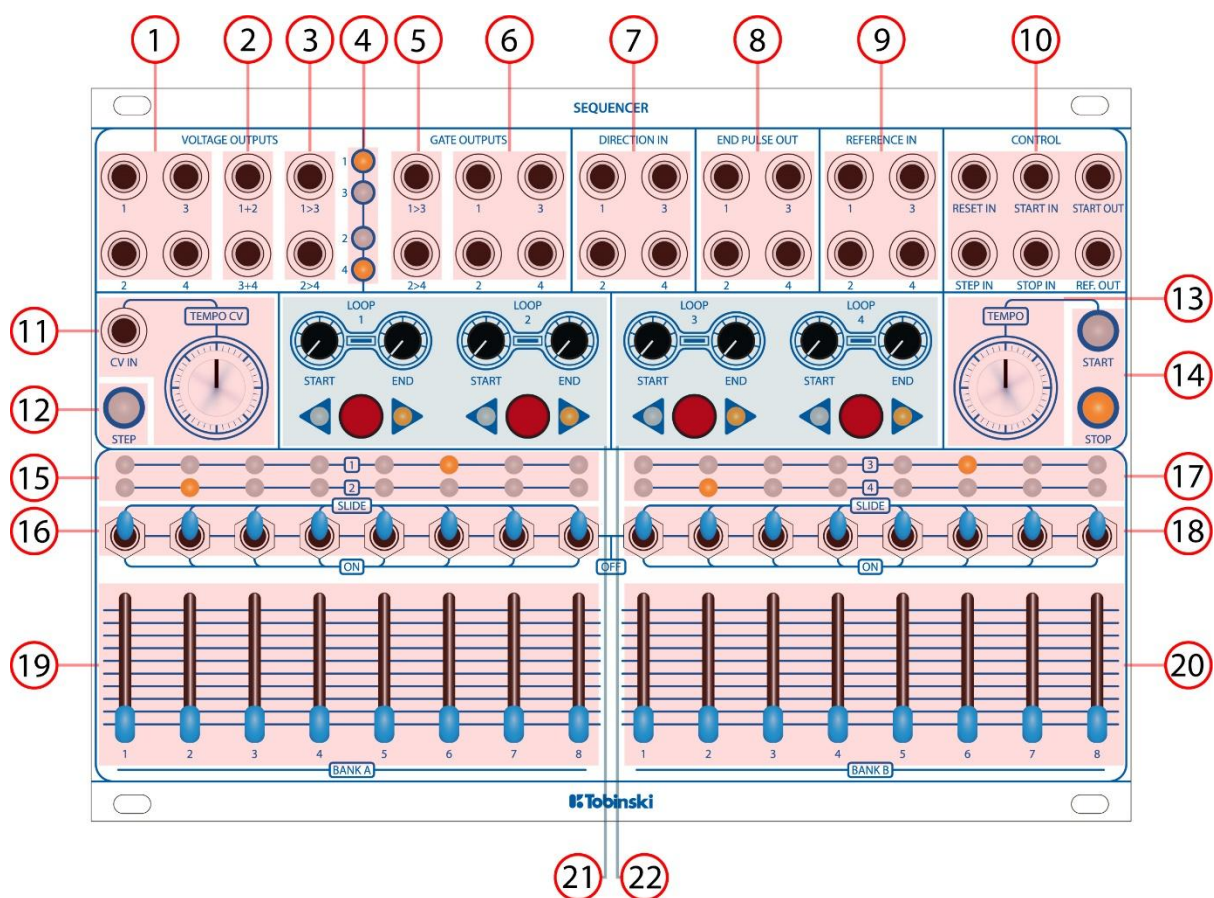 1 2 3 4 5 6 7 8 9 10
SEQUENCER
VOLTAGE OUTPUTS GATE OUTPUTS DIRECTION IN END PULSE OUT REFERENCE IN CONTROL
1
3
1 3 1+2 1>3 1>3 1 3 1 3 1 3 1 3 RESET IN START IN START OUT
2
4
2 4 3+4 2>4 2>4 2 4 2 4 2 4 2 4 STEP IN STOP IN REF. OUT
13
11
CV IN
TEMPO CV
LOOP
1
START END
LOOP
2
START END
LOOP
3
START END
LOOP
4
START END
TEMPO
START
14
12
STEP
STOP
15 1 3 17
2 4
SLIDE SLIDE
16 18
ON OFF ON
19 20
1 2 3 4 5 6 7 8 1 2 3 4 5 6 7 8
BANK A BANK B
Tobinski
21 22